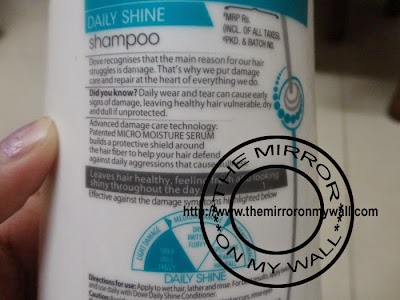 DAILY SHINE
shampoo
*MRP Rs.
(INCL. OF ALL TAXES)
*PKD. & BATCH NO.
Dove recognises that the main reason for our hair
struggles is damage. That's why we put damage
care and repair at the heart of everything we do.
Did you know? Daily wear and tear can cause early
signs of damage, leaving healthy hair vulnerable, dry
and dull if unprotected.
Advanced damage care technology:
Patented MICRO MOISTURE SERUM
builds a protective shield around
the hair fiber to help your hair defend
against daily aggressions that cause dull
Leaves hair healthy, feeling looking
shiny throughout the day
Effective against the damage symptoms highlighted below
THE MIRROR
http://www.themirroronmywall.com
ON MY WALL
LIGHT DAMAGE
DAILY SHINE
Directions for use: Apply to wet hair, lather and rinse. For
and use daily with Dove Daily Shine Conditioner.